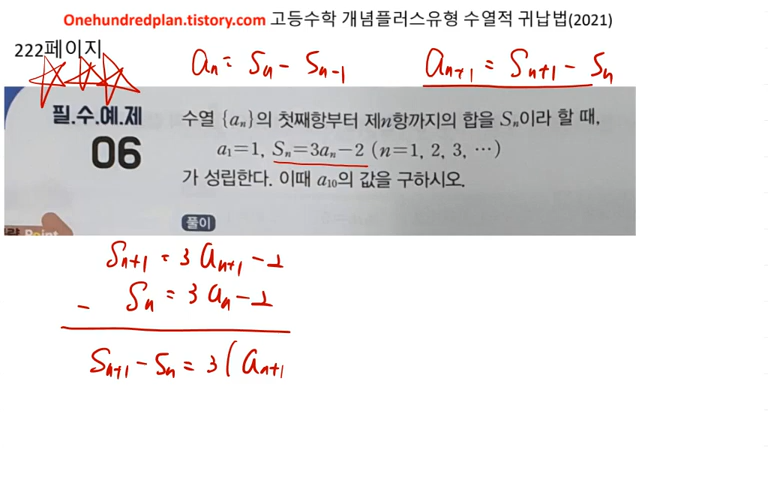 Onehundredplan.tistory.com 고등수학 개념플러스유형 수열적 귀납법(2021)
222페이지
aₙ = Sₙ - Sₙ₋₁
aₙ₊₁ = Sₙ₊₁ - Sₙ
필.수.예.제
06
수열 {aₙ}의 첫째항부터 제n항까지의 합을 Sₙ이라 할 때,
a₁=1, Sₙ=3aₙ-2 (n=1, 2, 3, ⋯)
가 성립한다. 이때 a₁₀의 값을 구하시오.
풀이
Point
Sₙ₊₁ = 3aₙ₊₁ - 2
- Sₙ = 3aₙ - 2
Sₙ₊₁ - Sₙ = 3(aₙ₊₁